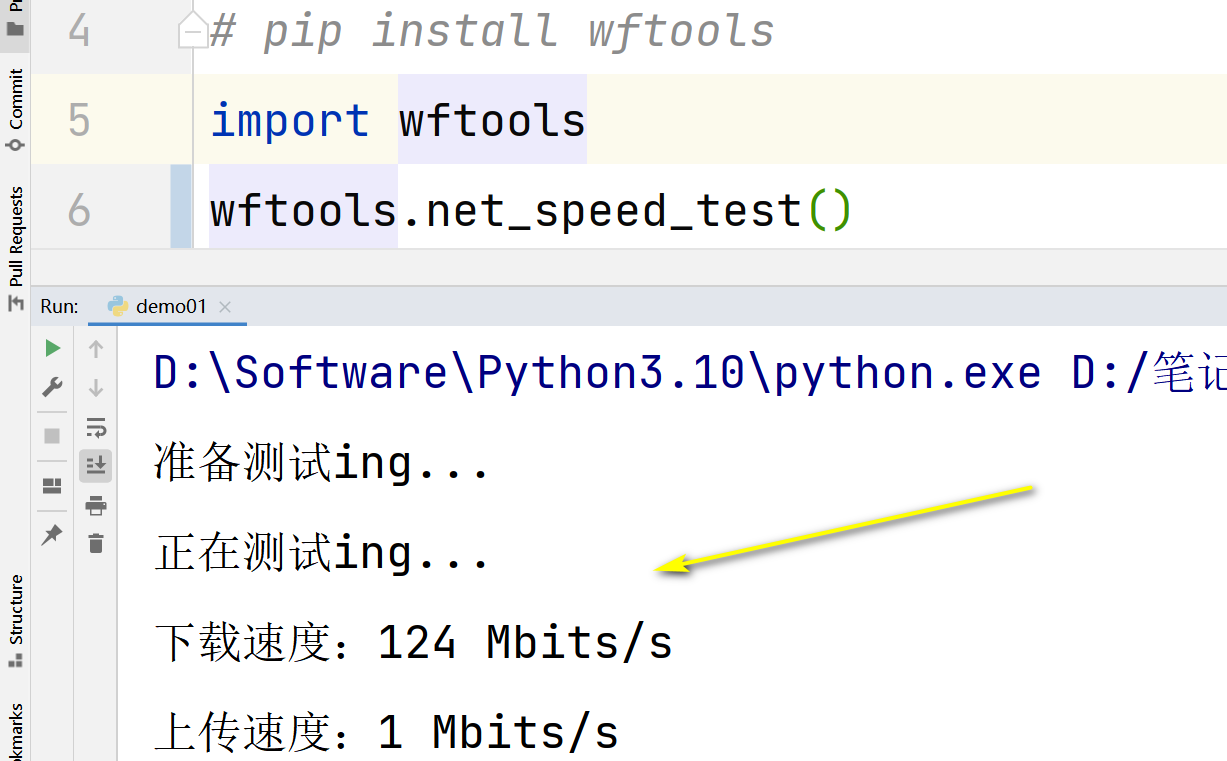 4 # pip install wftools
5 import wftools
6 wftools.net_speed_test()
Commit
Pull Requests
Run: demo01
D:\Software\Python3.10\python.exe D:/笔记
准备测试ing...
正在测试ing...
下载速度：124 Mbits/s
上传速度：1 Mbits/s
Structure